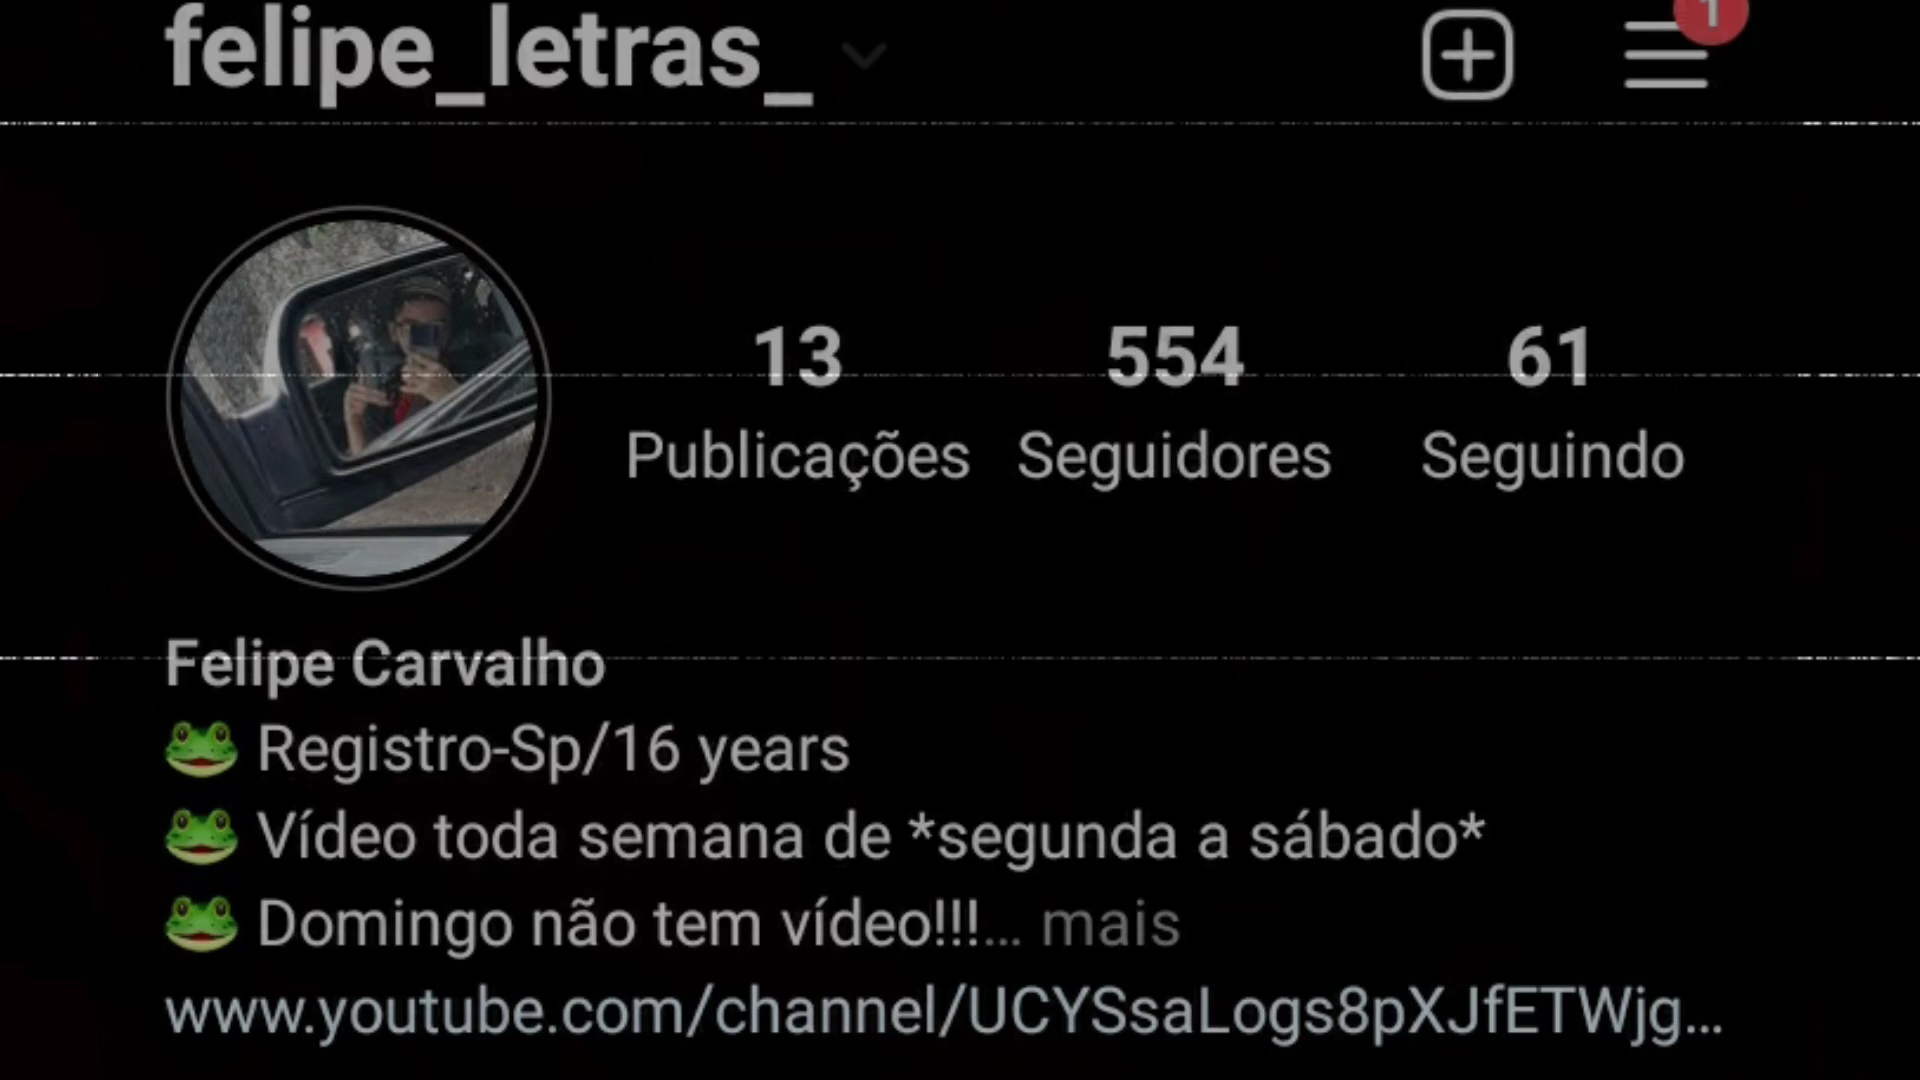 felipe_letras_
1
13 554 61
Publicações Seguidores Seguindo
Felipe Carvalho
🐸 Registro-Sp/16 years
🐸 Vídeo toda semana de *segunda a sábado*
🐸 Domingo não tem vídeo!!!... mais
www.youtube.com/channel/UCYSsaLogs8pXJfETWjg...